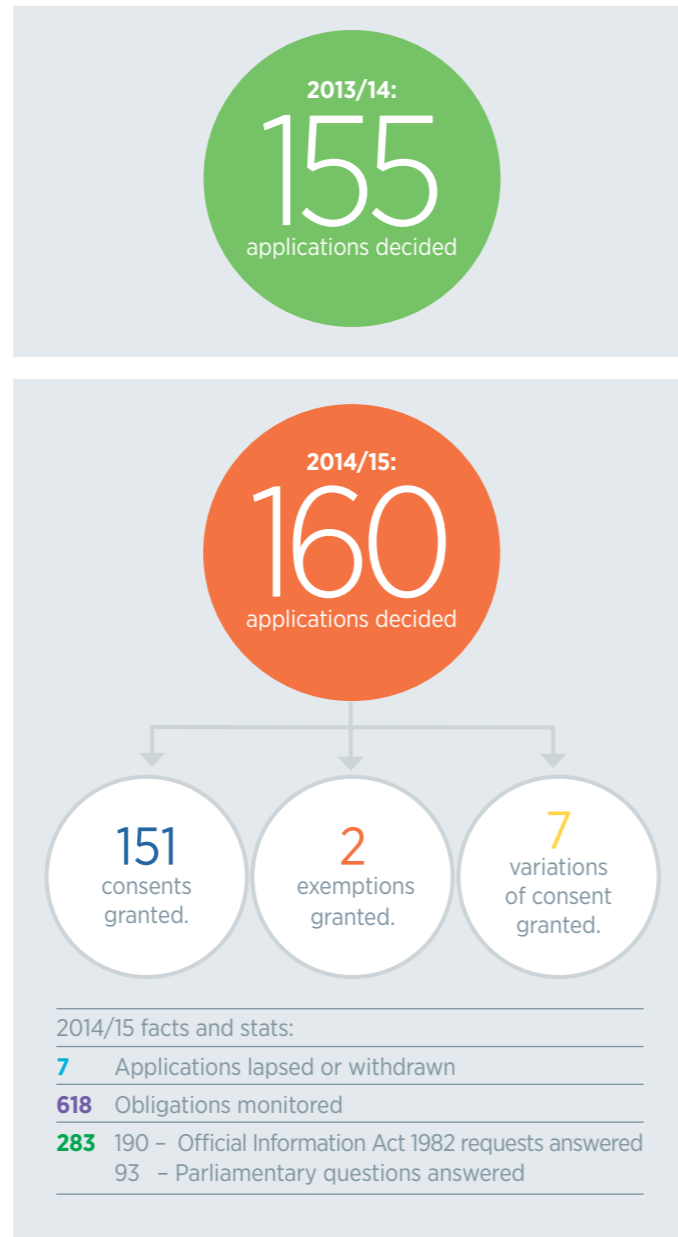 2013/14:
155
applications decided
2014/15:
160
applications decided
151
consents
granted.
2
exemptions
granted.
7
variations
of consent
granted.
2014/15 facts and stats:
7 Applications lapsed or withdrawn
618 Obligations monitored
283 190 – Official Information Act 1982 requests answered
93 – Parliamentary questions answered